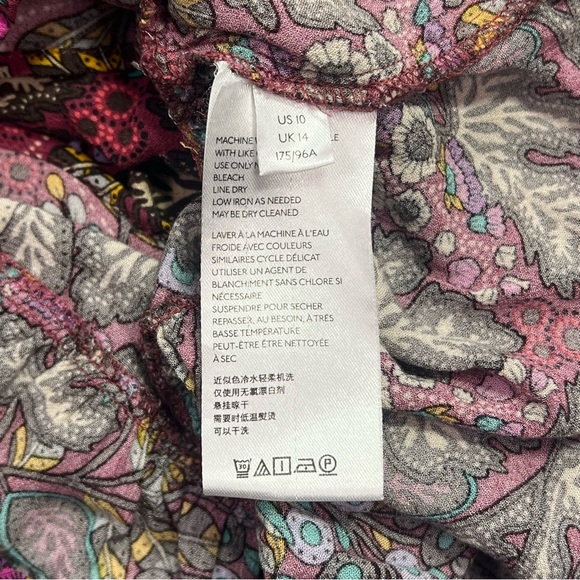 US 10
UK 14
175/96A
MACHINE
WITH LIKE
USE ONLY
BLEACH
LINE DRY
LOW IRON AS NEEDED
MAY BE DRY CLEANED
LAVER À LA MACHINE À L'EAU
FROIDE AVEC COULEURS
SIMILAIRES CYCLE DÉLICAT
UTILISER UN AGENT DE
BLANCHIMENT SANS CHLORE SI
NÉCESSAIRE
SUSPENDRE POUR SECHER
REPASSER, AU BESOIN, À TRÈS
BASSE TEMPÉRATURE
PEUT-ÊTRE ÊTRE NETTOYÉE
À SEC
近似色冷水轻柔机洗
仅使用无氯漂白剂
悬挂晾干
需要时低温熨烫
可以干洗
30 P